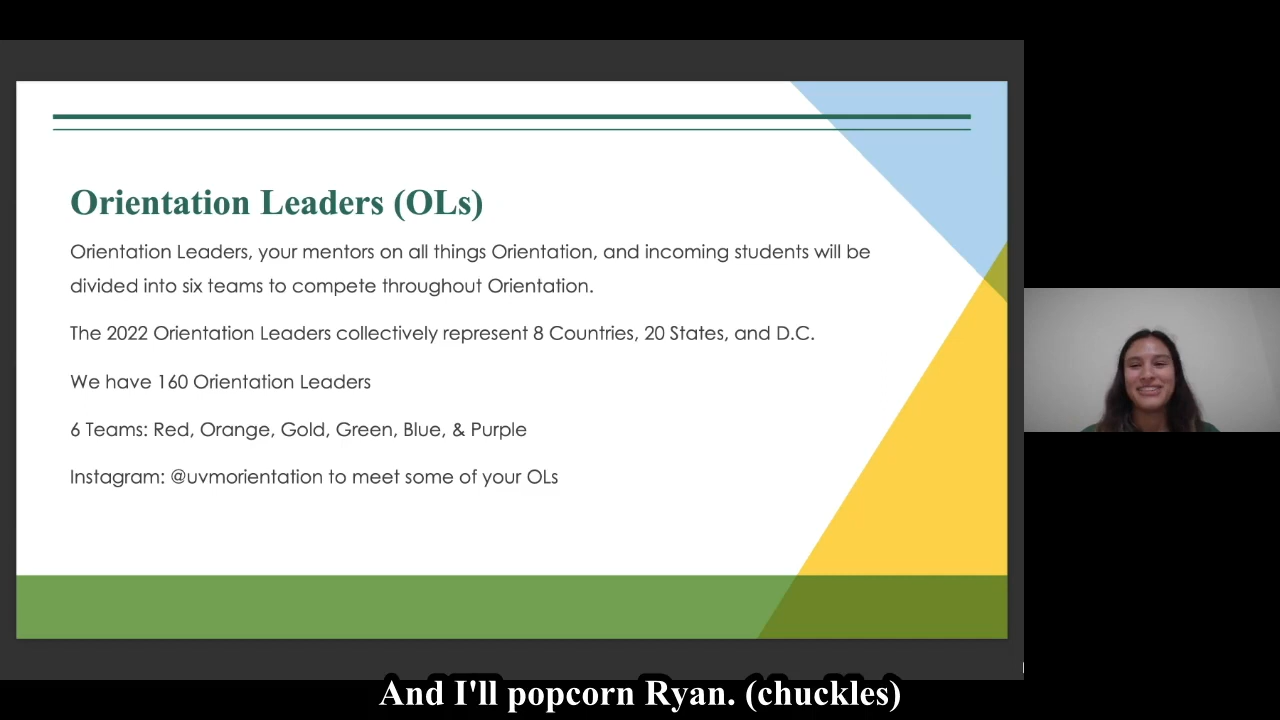 Orientation Leaders (OLs)
Orientation Leaders, your mentors on all things Orientation, and incoming students will be
divided into six teams to compete throughout Orientation.
The 2022 Orientation Leaders collectively represent 8 Countries, 20 States, and D.C.
We have 160 Orientation Leaders
6 Teams: Red, Orange, Gold, Green, Blue, & Purple
Instagram: @uvmorientation to meet some of your OLs
And I'll popcorn Ryan. (chuckles)